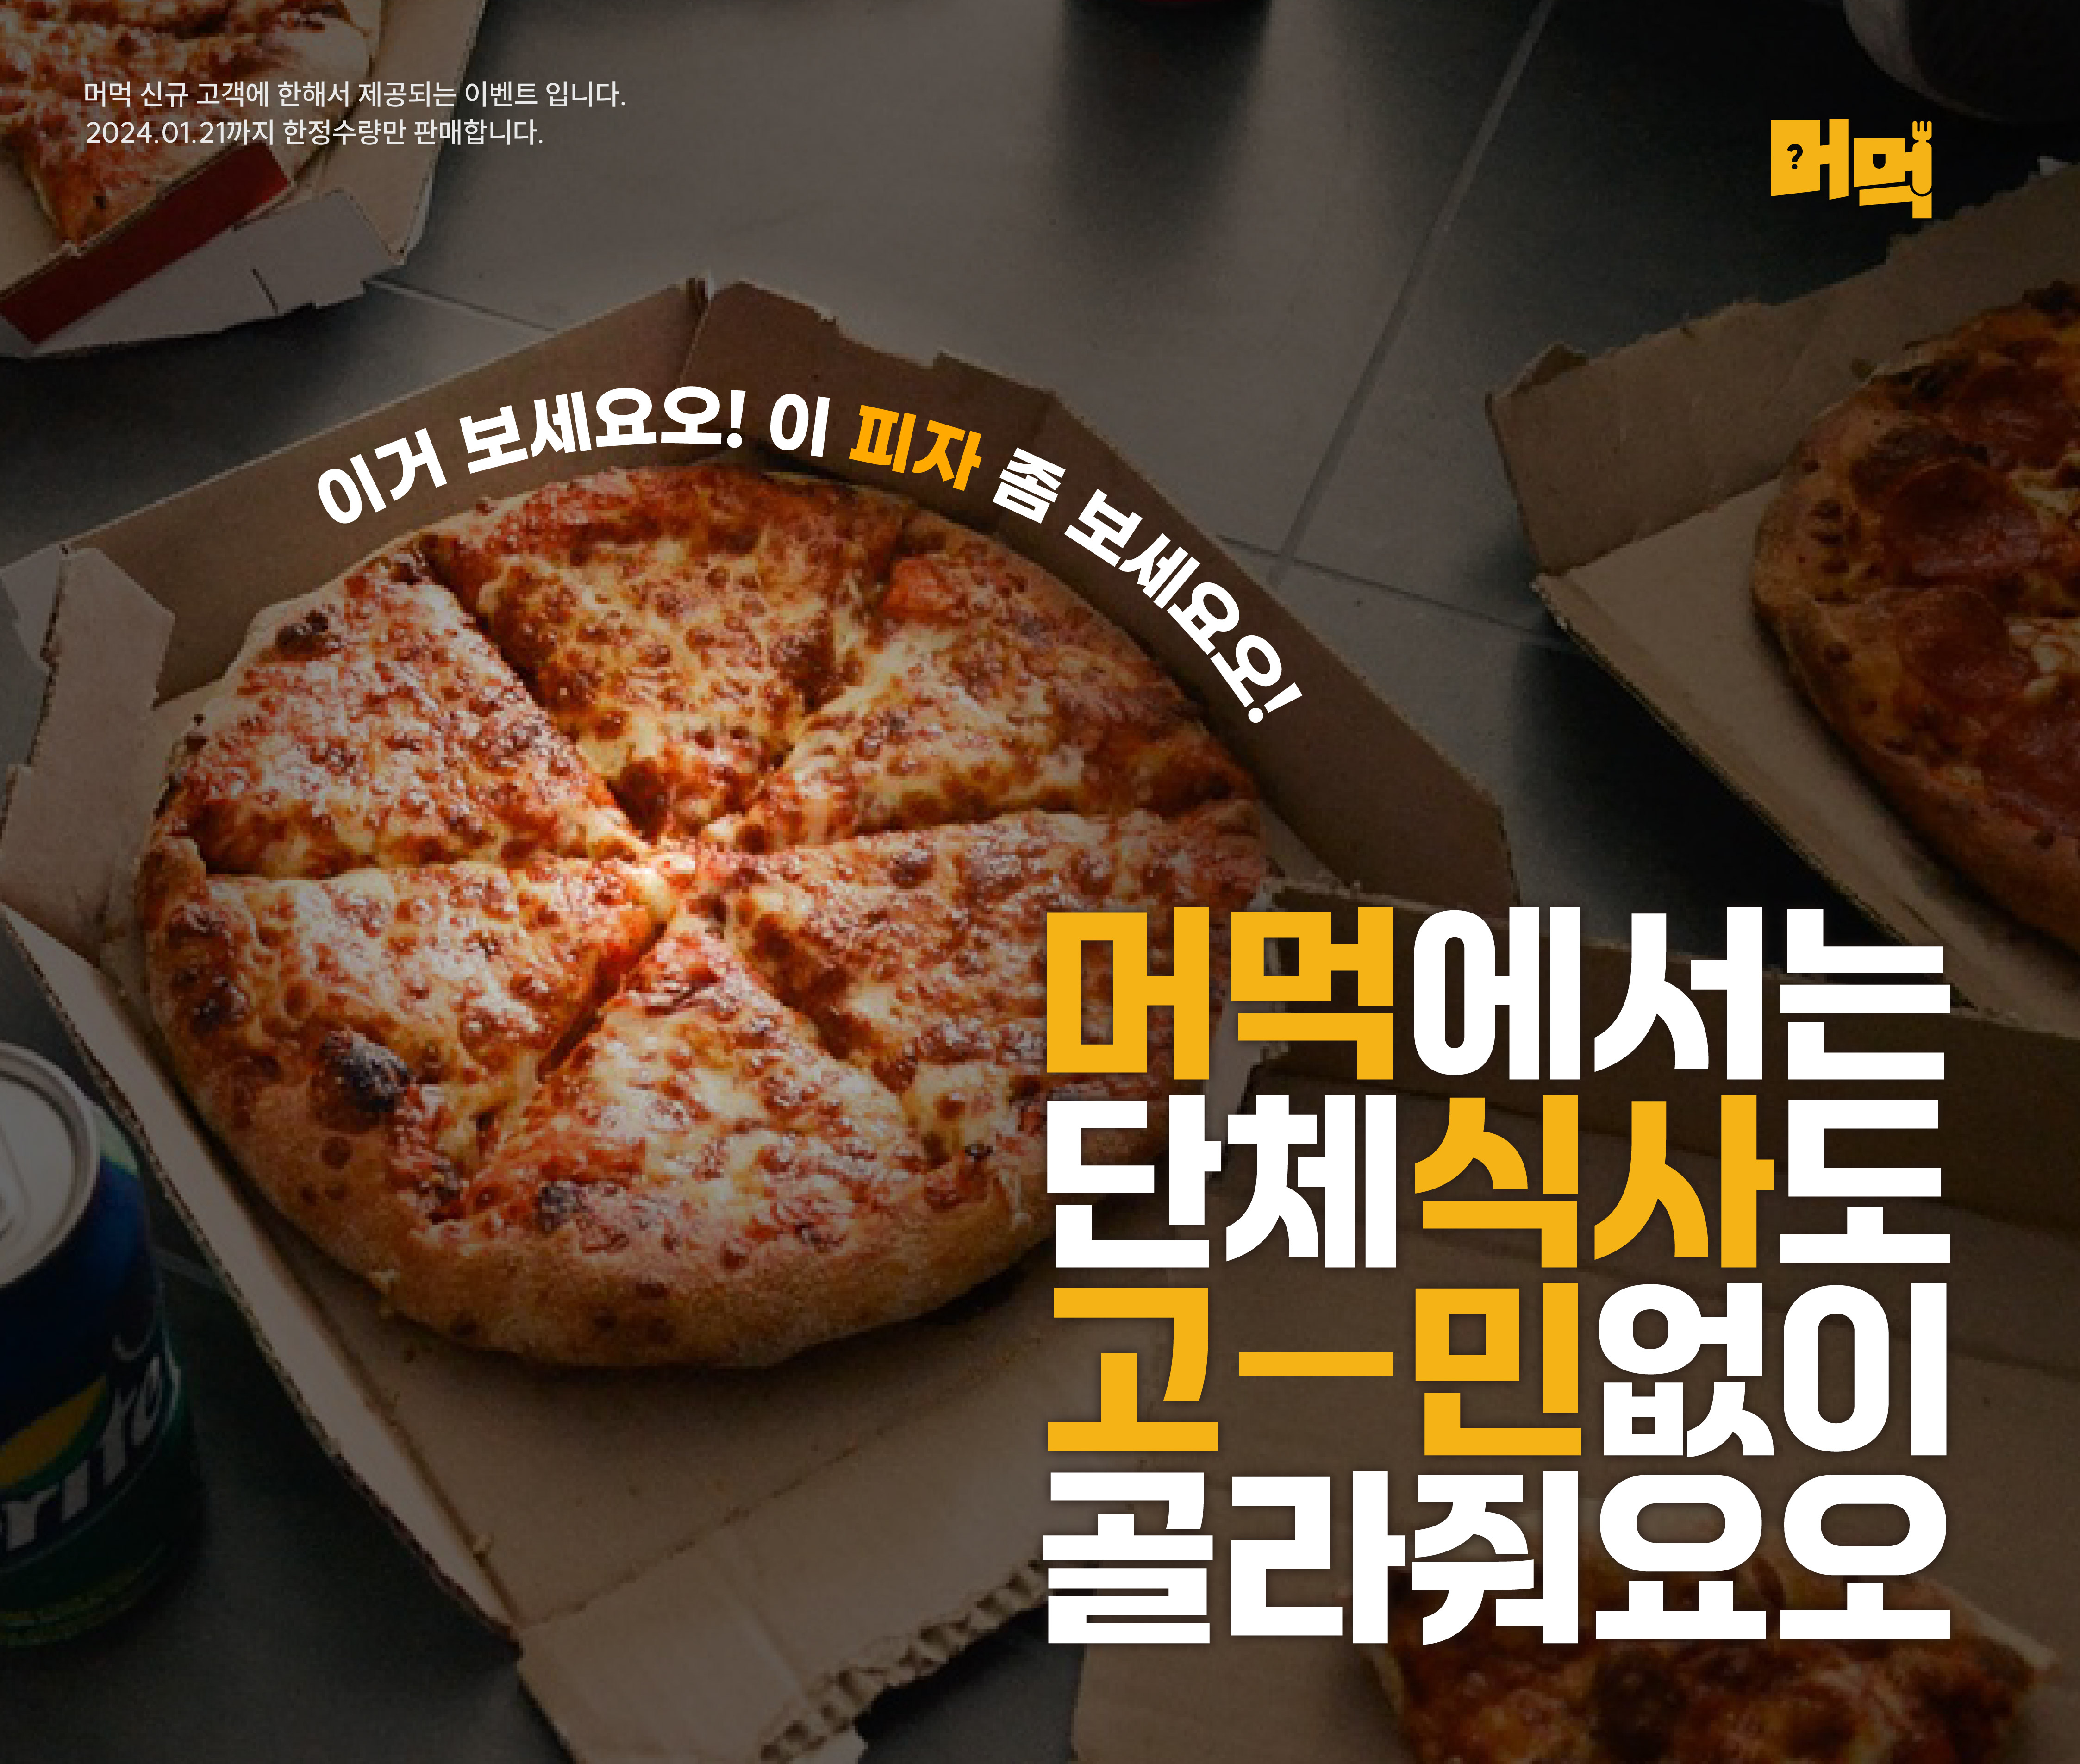 머먹 신규 고객에 한해서 제공되는 이벤트 입니다.
2024.01.21까지 한정수량만 판매합니다.
머먹
이거 보세요오! 이 피자 좀 보세요오!
머먹에서는
단체식사도
고ㅡ민없이
골라줘요오